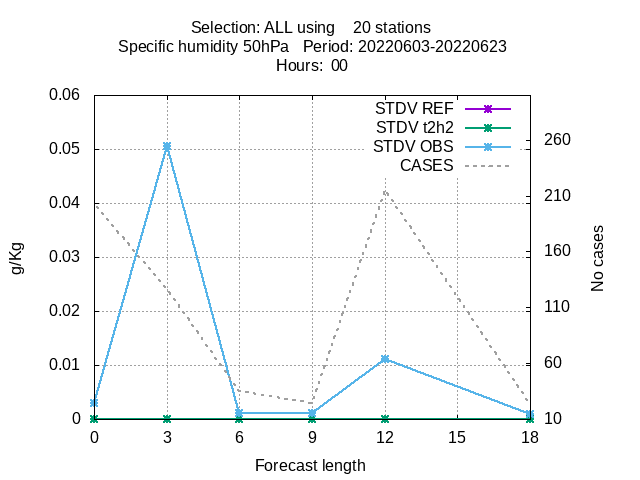 Selection: ALL using    20 stations
Specific humidity 50hPa   Period: 20220603-20220623
Hours:  00
STDV REF
STDV t2h2
STDV OBS
CASES
g/Kg
0.06
0.05
0.04
0.03
0.02
0.01
0
260
210
160
110
60
10
No cases
0 3 6 9 12 15 18
Forecast length